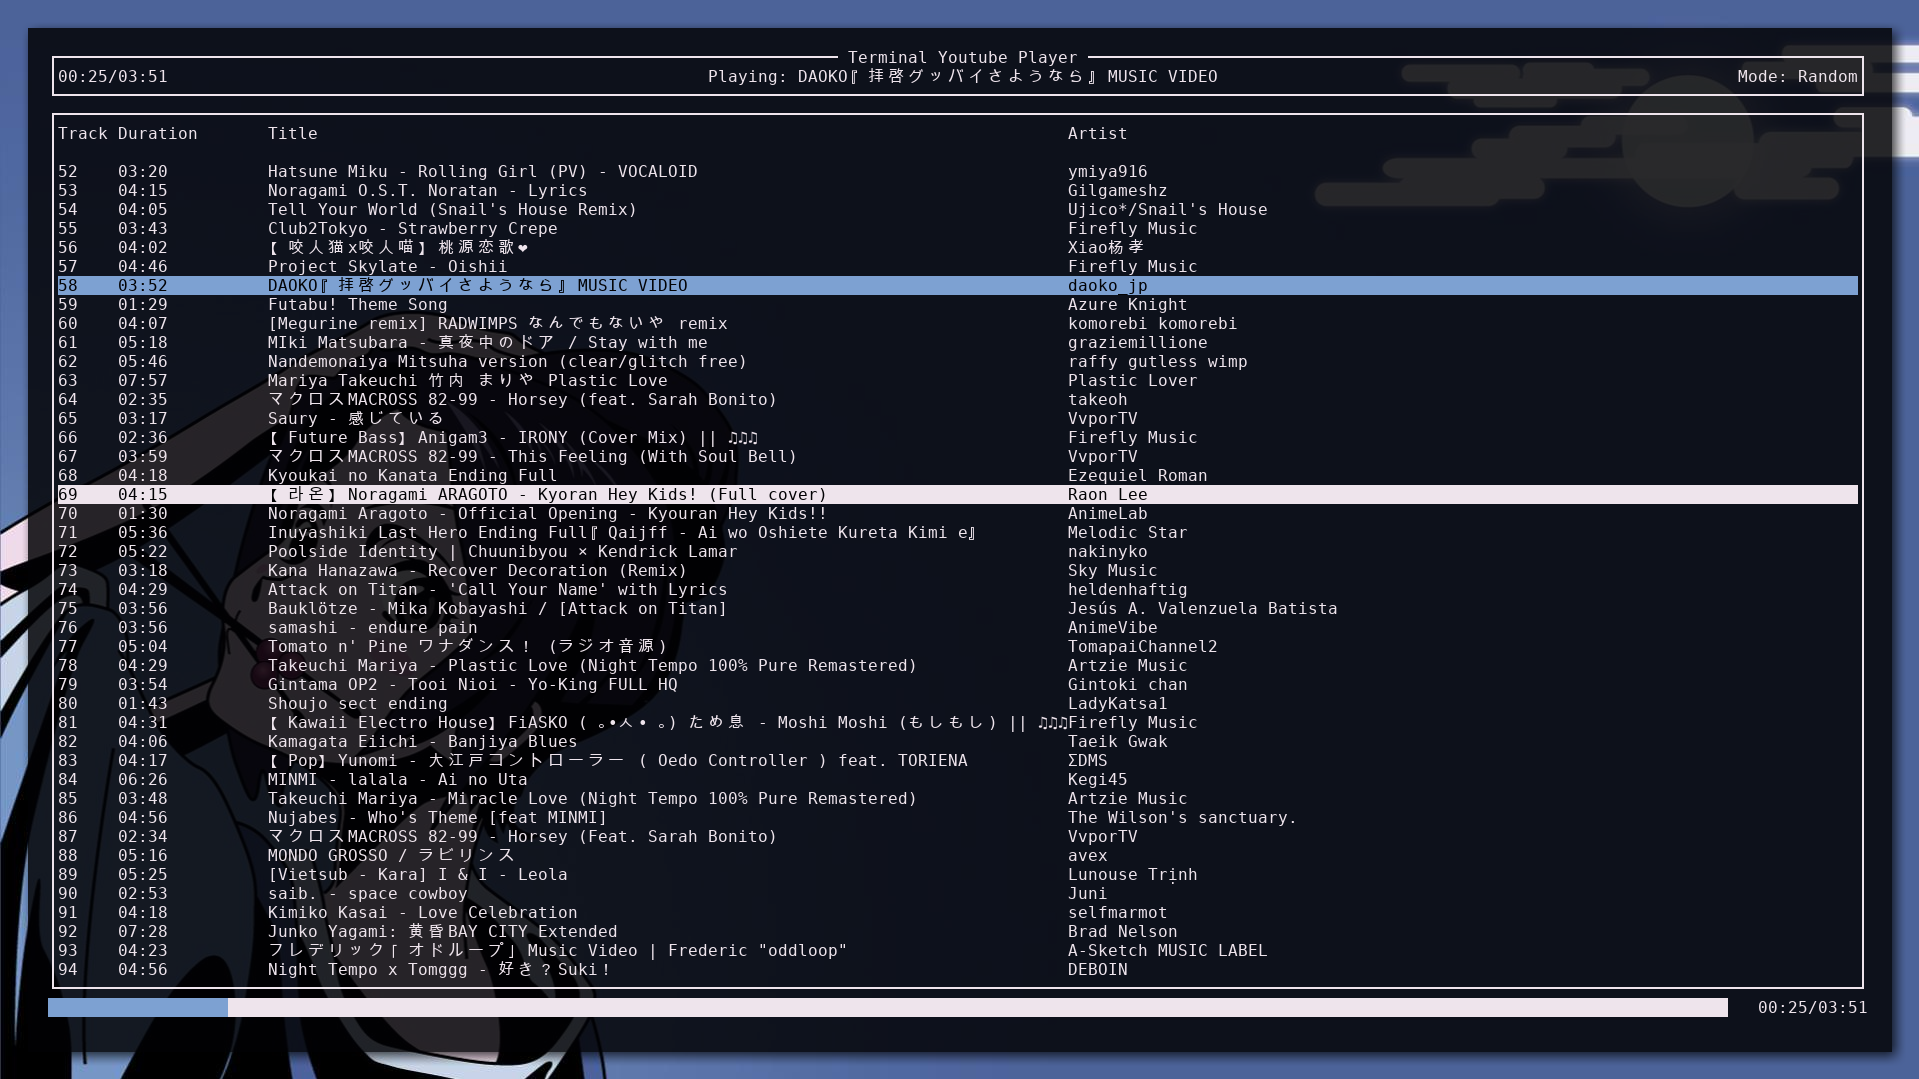 Terminal Youtube Player
00:25/03:51 Playing: DAOKO『拝啓グッバイさようなら』MUSIC VIDEO Mode: Random
Track Duration Title Artist
52 03:20 Hatsune Miku - Rolling Girl (PV) - VOCALOID ymiya916
53 04:15 Noragami O.S.T. Noratan - Lyrics Gilgameshz
54 04:05 Tell Your World (Snail's House Remix) Ujico*/Snail's House
55 03:43 Club2Tokyo - Strawberry Crepe Firefly Music
56 04:02 【咬人猫x咬人喵】桃源恋歌❤ Xiao杨孝
57 04:46 Project Skylate - Oishii Firefly Music
58 03:52 DAOKO『拝啓グッバイさようなら』MUSIC VIDEO daoko_jp
59 01:29 Futabu! Theme Song Azure Knight
60 04:07 [Megurine remix] RADWIMPS なんでもないや remix komorebi komorebi
61 05:18 MIki Matsubara - 真夜中のドア / Stay with me graziemillione
62 05:46 Nandemonaiya Mitsuha version (clear/glitch free) raffy gutless wimp
63 07:57 Mariya Takeuchi 竹内 まりや Plastic Love Plastic Lover
64 02:35 マクロスMACROSS 82-99 - Horsey (feat. Sarah Bonito) takeoh
65 03:17 Saury - 感じている VvporTV
66 02:36 【Future Bass】Anigam3 - IRONY (Cover Mix) || ♫♫♫ Firefly Music
67 03:59 マクロスMACROSS 82-99 - This Feeling (With Soul Bell) VvporTV
68 04:18 Kyoukai no Kanata Ending Full Ezequiel Roman
69 04:15 【라온】Noragami ARAGOTO - Kyoran Hey Kids! (Full cover) Raon Lee
70 01:30 Noragami Aragoto - Official Opening - Kyouran Hey Kids!! AnimeLab
71 05:36 Inuyashiki Last Hero Ending Full『Qaijff - Ai wo Oshiete Kureta Kimi e』 Melodic Star
72 05:22 Poolside Identity | Chuunibyou × Kendrick Lamar nakinyko
73 03:18 Kana Hanazawa - Recover Decoration (Remix) Sky Music
74 04:29 Attack on Titan - 'Call Your Name' with Lyrics heldenhaftig
75 03:56 Bauklötze - Mika Kobayashi / [Attack on Titan] Jesús A. Valenzuela Batista
76 03:56 samashi - endure pain AnimeVibe
77 05:04 Tomato n' Pine ワナダンス！ (ラジオ音源) TomapaiChannel2
78 04:29 Takeuchi Mariya - Plastic Love (Night Tempo 100% Pure Remastered) Artzie Music
79 03:54 Gintama OP2 - Tooi Nioi - Yo-King FULL HQ Gintoki chan
80 01:43 Shoujo sect ending LadyKatsa1
81 04:31 【Kawaii Electro House】FiASKO ( ｡•ㅅ•｡) ため息 - Moshi Moshi (もしもし) || ♫♫♫ Firefly Music
82 04:06 Kamagata Eiichi - Banjiya Blues Taeik Gwak
83 04:17 【Pop】Yunomi - 大江戸コントローラー ( Oedo Controller ) feat. TORIENA ΣDMS
84 06:26 MINMI - lalala - Ai no Uta Kegi45
85 03:48 Takeuchi Mariya - Miracle Love (Night Tempo 100% Pure Remastered) Artzie Music
86 04:56 Nujabes - Who's Theme [feat MINMI] The Wilson's sanctuary.
87 02:34 マクロスMACROSS 82-99 - Horsey (Feat. Sarah Bonito) VvporTV
88 05:16 MONDO GROSSO / ラビリンス avex
89 05:25 [Vietsub - Kara] I & I - Leola Lunouse Trịnh
90 02:53 saib. - space cowboy Juni
91 04:18 Kimiko Kasai - Love Celebration selfmarmot
92 07:28 Junko Yagami: 黄昏BAY CITY Extended Brad Nelson
93 04:23 フレデリック「オドループ」Music Video | Frederic "oddloop" A-Sketch MUSIC LABEL
94 04:56 Night Tempo x Tomggg - 好き？Suki！ DEBOIN
00:25/03:51